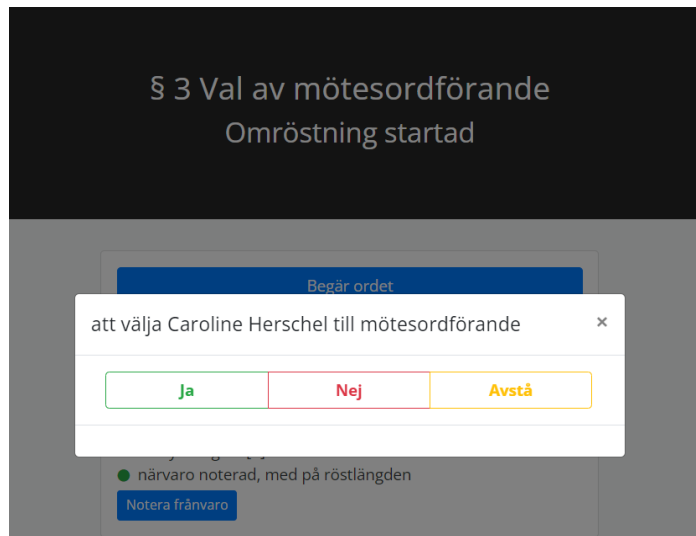 § 3 Val av mötesordförande
Omröstning startad
Begär ordet
att välja Caroline Herschel till mötesordförande ×
Ja Nej Avstå
närvaro noterad, med på röstlängden
Notera frånvaro